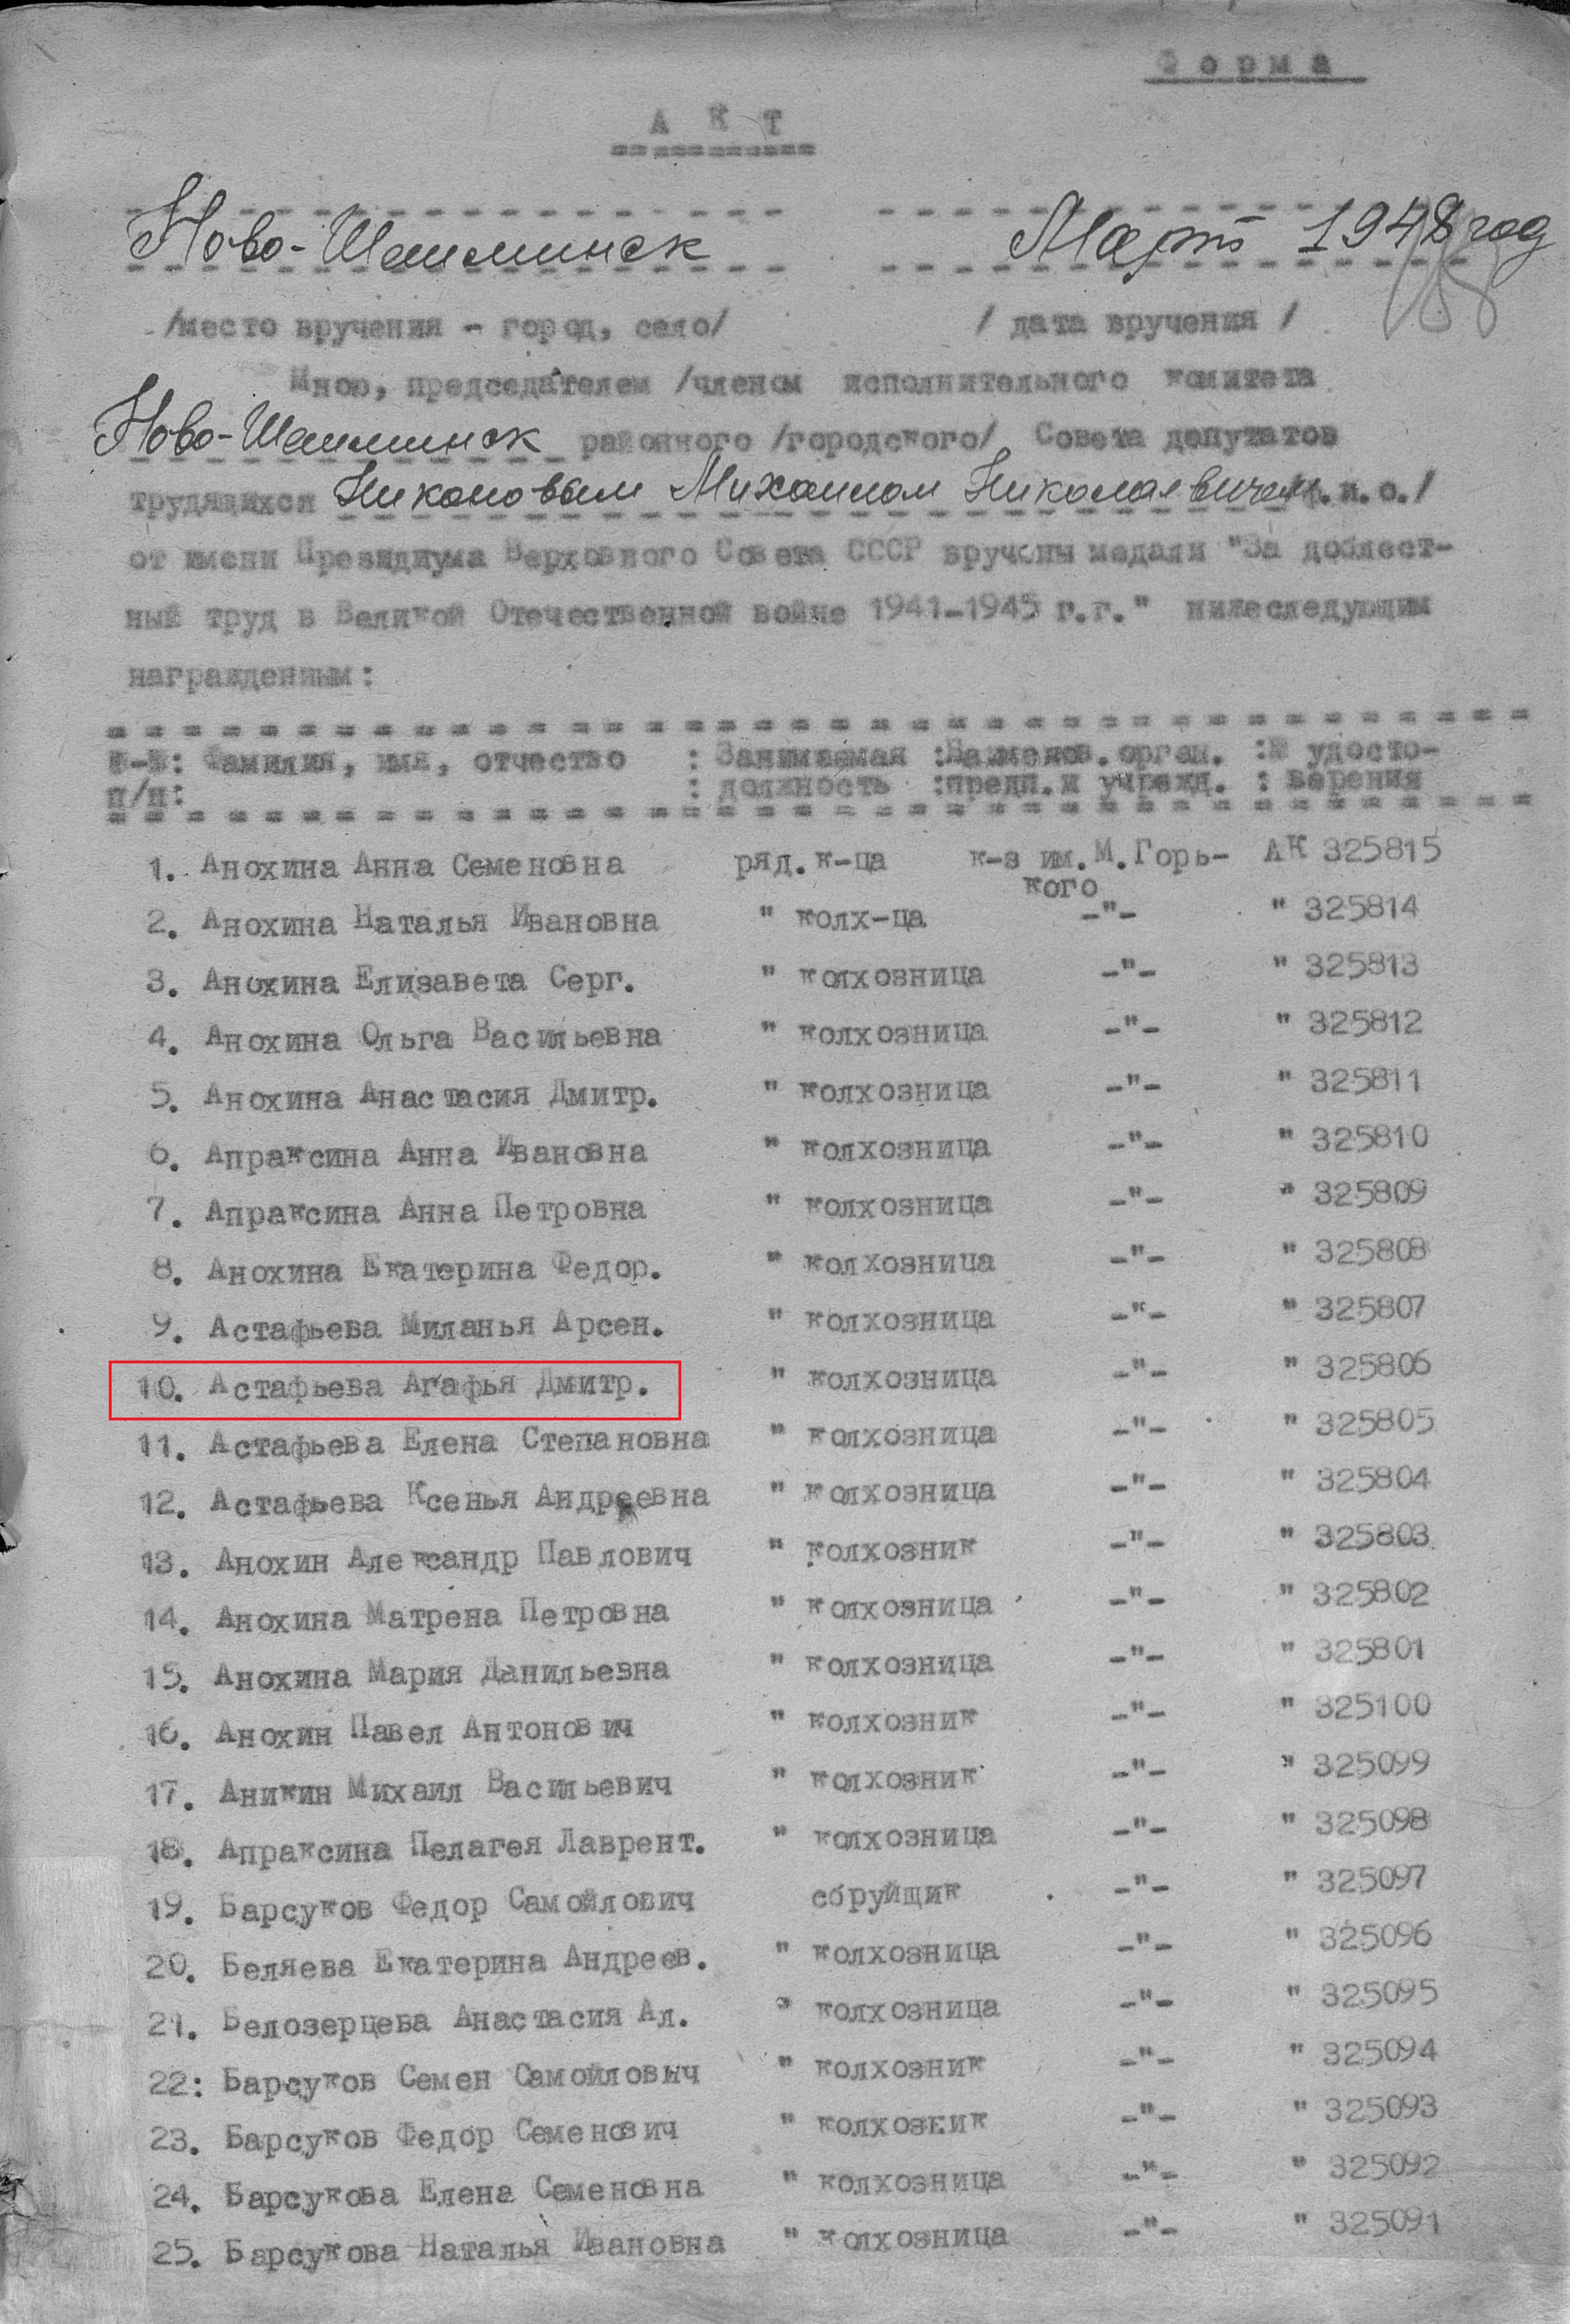 Форма
АКТ
Ново-Шешминск Март 1948 год
/место вручения - город, село/ / дата вручения /
Мною, председателем /членом исполнительного комитета
Ново-Шешминск районного /городского/ Совета депутатов
трудящихся Никоновым Михаилом Николаевичем и.о./
от имени Президиума Верховного Совета СССР вручены медали "За доблест-
ный труд в Великой Отечественной войне 1941-1945 г.г." нижеследующим
награжденным:
№-№: Фамилия, имя, отчество : Занимаемая :Наименов. орган. :№ удосто-
п/п: : должность :предп.и учрежд. : верения
1. Анохина Анна Семеновна ряд. к-ца к-з им.М.Горь- АК 325815
кого
2. Анохина Наталья Ивановна " колх-ца -"- " 325814
3. Анохина Елизавета Серг. " колхозница -"- " 325813
4. Анохина Ольга Васильевна " колхозница -"- " 325812
5. Анохина Анастасия Дмитр. " колхозница -"- " 325811
6. Апраксина Анна Ивановна " колхозница -"- " 325810
7. Апраксина Анна Петровна " колхозница -"- " 325809
8. Анохина Екатерина Федор. " колхозница -"- " 325808
9. Астафьева Миланья Арсен. " колхозница -"- " 325807
10. Астафьева Агафья Дмитр. " колхозница -"- " 325806
11. Астафьева Елена Степановна " колхозница -"- " 325805
12. Астафьева Ксенья Андреевна " колхозница -"- " 325804
13. Анохин Александр Павлович " колхозник -"- " 325803
14. Анохина Матрена Петровна " колхозница -"- " 325802
15. Анохина Мария Данильевна " колхозница -"- " 325801
16. Анохин Павел Антонович " колхозник -"- " 325100
17. Аникин Михаил Васильевич " колхозник -"- " 325099
18. Апраксина Пелагея Лаврент. " колхозница -"- " 325098
19. Барсуков Федор Самойлович сбруйщик -"- " 325097
20. Беляева Екатерина Андреев. " колхозница -"- " 325096
21. Белозерцева Анастасия Ал. " колхозница -"- " 325095
22: Барсуков Семен Самойловыч " колхозник -"- " 325094
23. Барсуков Федор Семенович " колхозник -"- " 325093
24. Барсукова Елена Семеновна " колхозница -"- " 325092
25. Барсукова Наталья Ивановна " колхозница -"- " 325091